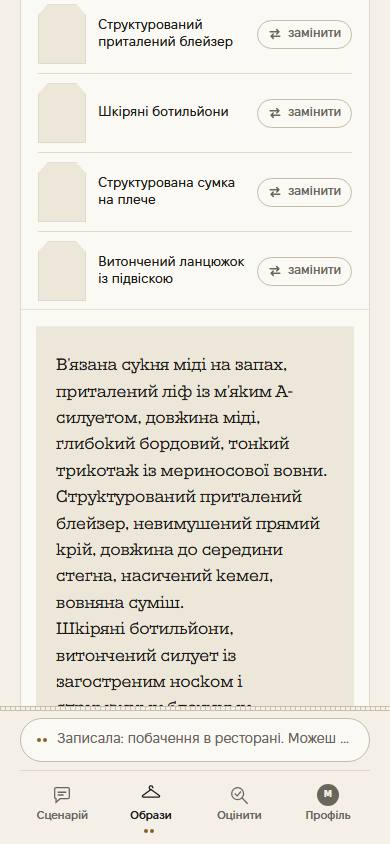 Структурований
приталений блейзер
замінити
Шкіряні ботильйони
замінити
Структурована сумка
на плече
замінити
Витончений ланцюжок
із підвіскою
замінити
В'язана сукня міді на запах,
приталений ліф із м'яким А-
силуетом, довжина міді,
глибокий бордовий, тонкий
трикотаж із мериносової вовни.
Структурований приталений
блейзер, невимушений прямий
крій, довжина до середини
стегна, насичений кемел,
вовняна суміш.
Шкіряні ботильйони,
витончений силует із
загостреним носком і
Записала: побачення в ресторані. Можеш ...
Сценарій
Образи
Оцінити
М
Профіль